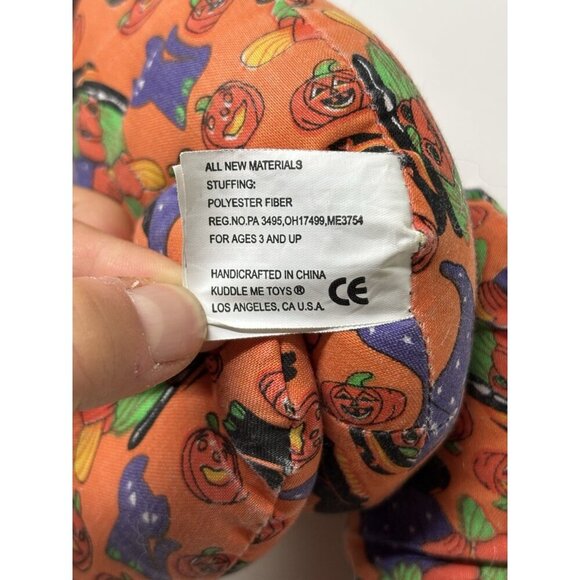 ALL NEW MATERIALS
STUFFING:
POLYESTER FIBER
REG.NO.PA 3495,OH17499,ME3754
FOR AGES 3 AND UP
HANDICRAFTED IN CHINA
KUDDLE ME TOYS ®
LOS ANGELES, CA U.S.A.
CE